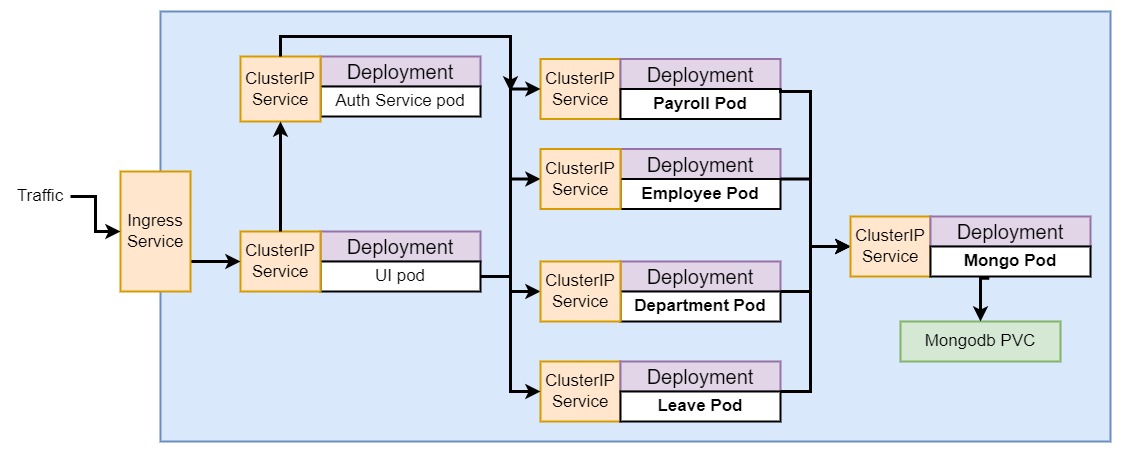 Traffic
Ingress
Service
ClusterIP
Service
Deployment
Auth Service pod
ClusterIP
Service
Deployment
UI pod
ClusterIP
Service
Deployment
Payroll Pod
ClusterIP
Service
Deployment
Employee Pod
ClusterIP
Service
Deployment
Department Pod
ClusterIP
Service
Deployment
Leave Pod
ClusterIP
Service
Deployment
Mongo Pod
Mongodb PVC